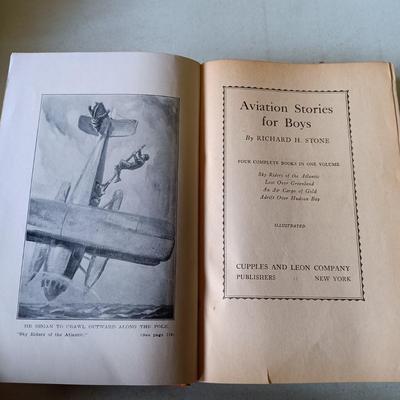 HE BEGAN TO CRAWL OUTWARD ALONG THE POLE.
"Sky Riders of the Atlantic." (See page
Aviation Stories
for Boys
By RICHARD H. STONE
FOUR COMPLETE BOOKS IN ONE VOLUME
Sky Riders of the Atlantic
Lost Over Greenland
An Air Cargo of Gold
Adrift Over Hudson Bay
ILLUSTRATED
CUPPLES AND LEON COMPANY
PUBLISHERS :: NEW YORK